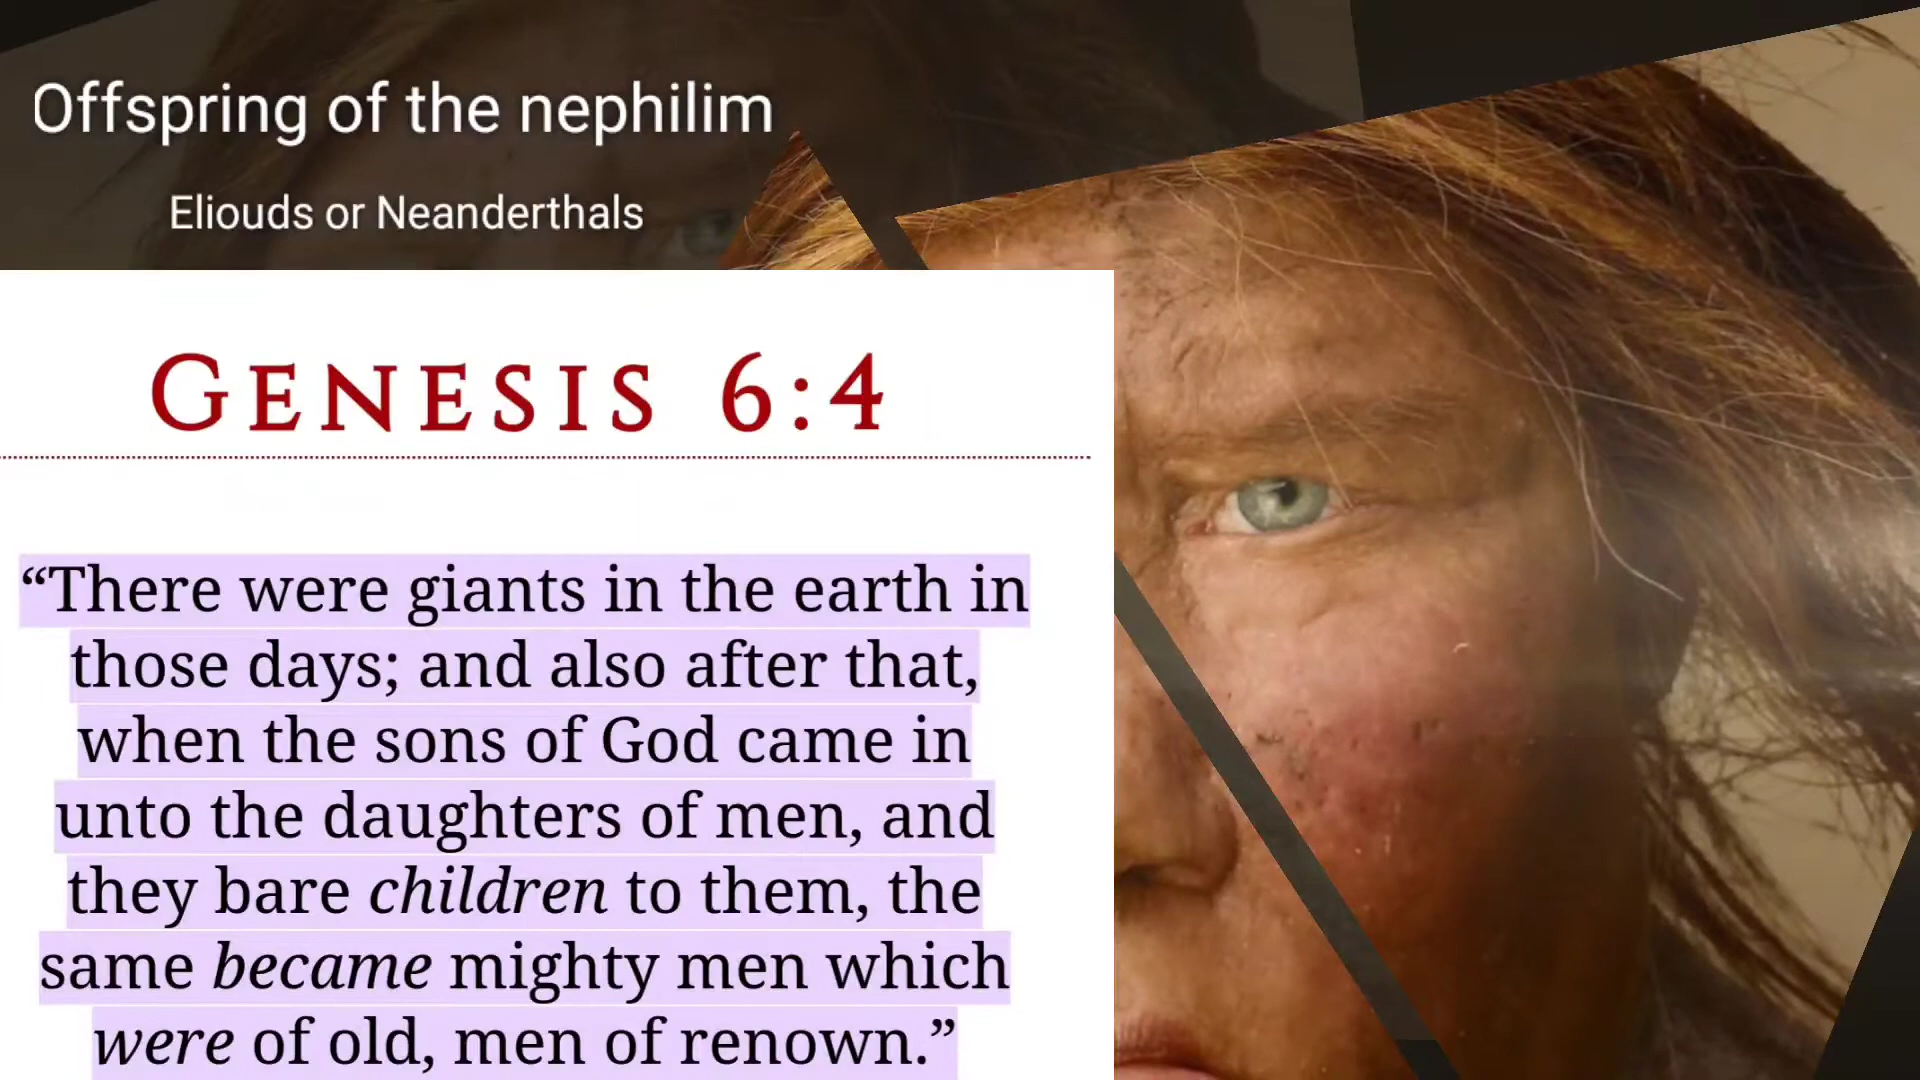 Offspring of the nephilim
Eliouds or Neanderthals
GENESIS 6:4
“There were giants in the earth in
those days; and also after that,
when the sons of God came in
unto the daughters of men, and
they bare children to them, the
same became mighty men which
were of old, men of renown.”